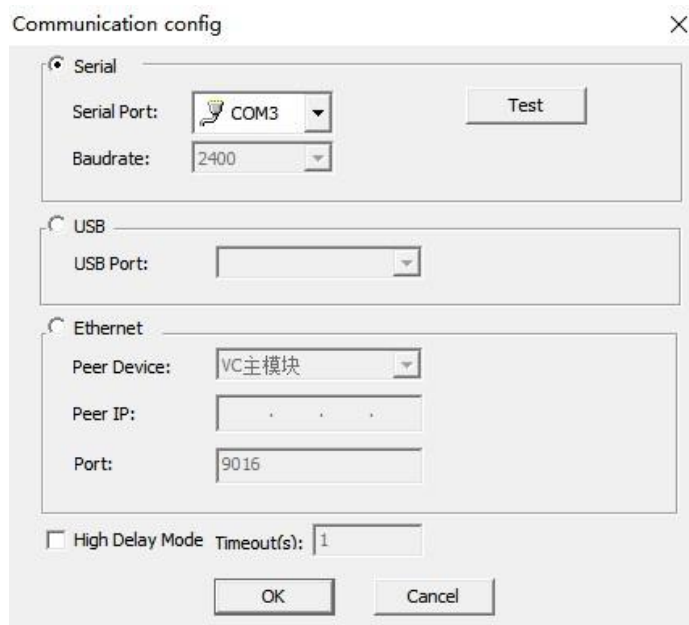 Communication config
Serial
Serial Port: COM3 Test
Baudrate: 2400
USB
USB Port:
Ethernet
Peer Device: VC主模块
Peer IP: . . .
Port: 9016
High Delay Mode Timeout(s): 1
OK Cancel